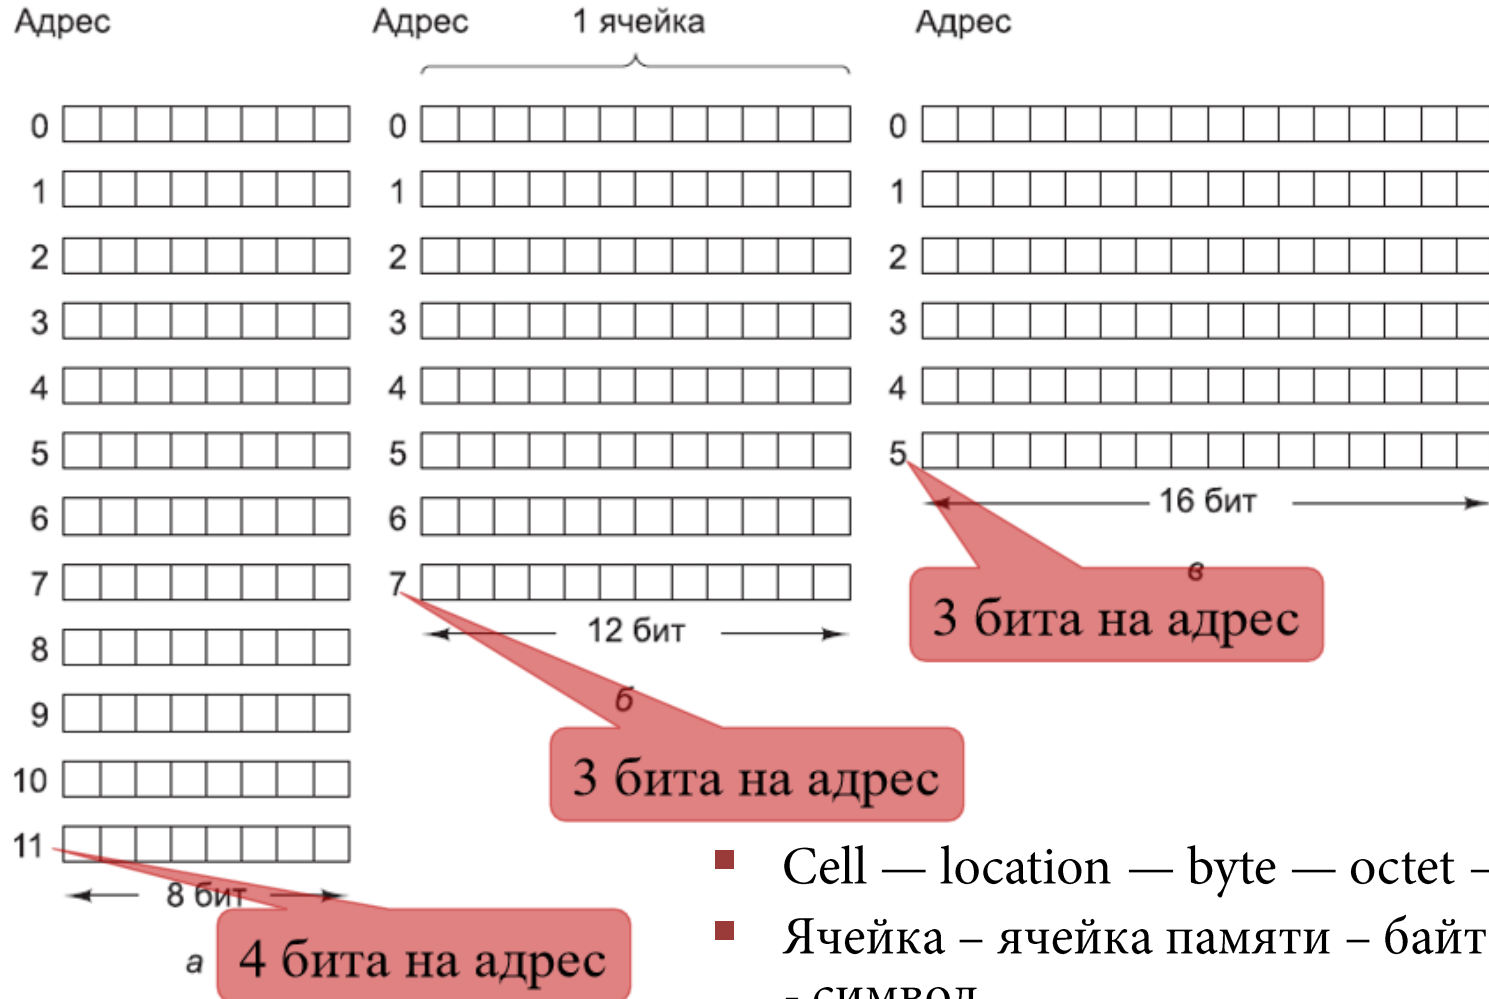 Адрес
0
1
2
3
4
5
6
7
8
9
10
11
8 бит
а
4 бита на адрес
Адрес
1 ячейка
0
1
2
3
4
5
6
7
12 бит
б
3 бита на адрес
Адрес
0
1
2
3
4
5
16 бит
в
3 бита на адрес
Cell — location — byte — octet –
Ячейка – ячейка памяти – байт
- символ